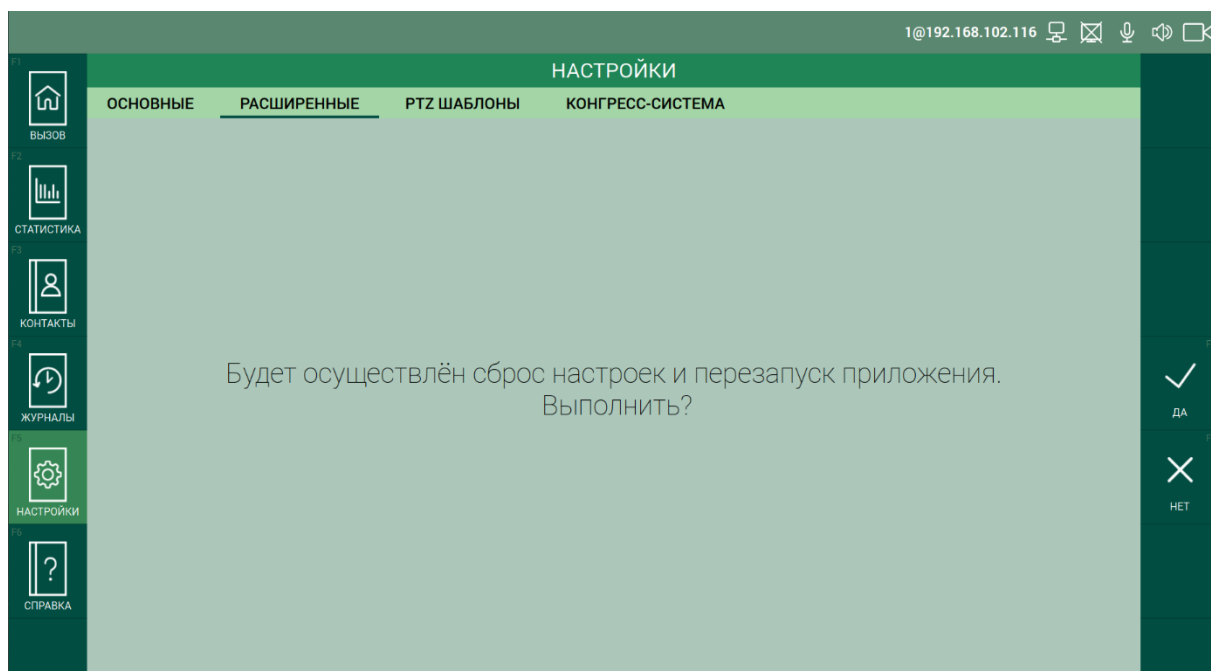 1@192.168.102.116
НАСТРОЙКИ
ОСНОВНЫЕ РАСШИРЕННЫЕ PTZ ШАБЛОНЫ КОНГРЕСС-СИСТЕМА
F1
ВЫЗОВ
F2
СТАТИСТИКА
F3
КОНТАКТЫ
F4
ЖУРНАЛЫ
F5
НАСТРОЙКИ
F6
СПРАВКА
Будет осуществлён сброс настроек и перезапуск приложения.
Выполнить?
ДА
НЕТ